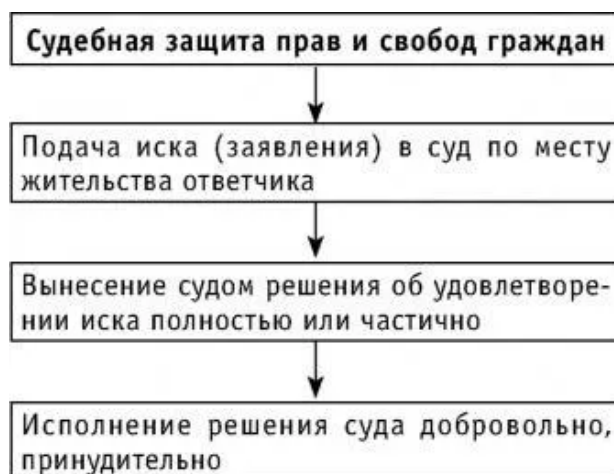 Судебная защита прав и свобод граждан
Подача иска (заявления) в суд по месту
жительства ответчика
Вынесение судом решения об удовлетворе-
нии иска полностью или частично
Исполнение решения суда добровольно,
принудительно